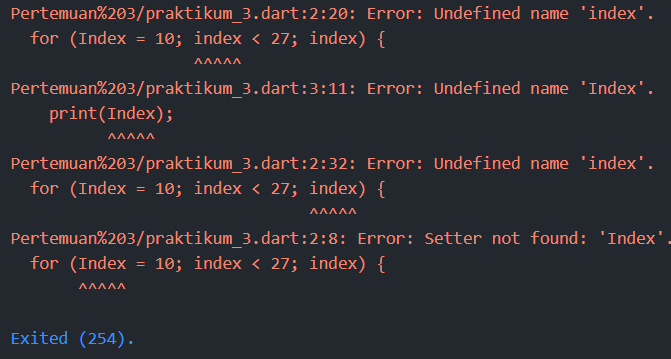 Pertemuan%203/praktikum_3.dart:2:20: Error: Undefined name 'index'.
  for (Index = 10; index < 27; index) {
                   ^^^^^
Pertemuan%203/praktikum_3.dart:3:11: Error: Undefined name 'Index'.
    print(Index);
          ^^^^^
Pertemuan%203/praktikum_3.dart:2:32: Error: Undefined name 'index'.
  for (Index = 10; index < 27; index) {
                               ^^^^^
Pertemuan%203/praktikum_3.dart:2:8: Error: Setter not found: 'Index'.
  for (Index = 10; index < 27; index) {
       ^^^^^

Exited (254).